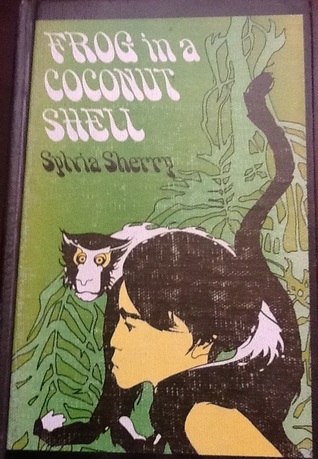 FROG in a
COCONUT
SHELL
Sylvia Sherry